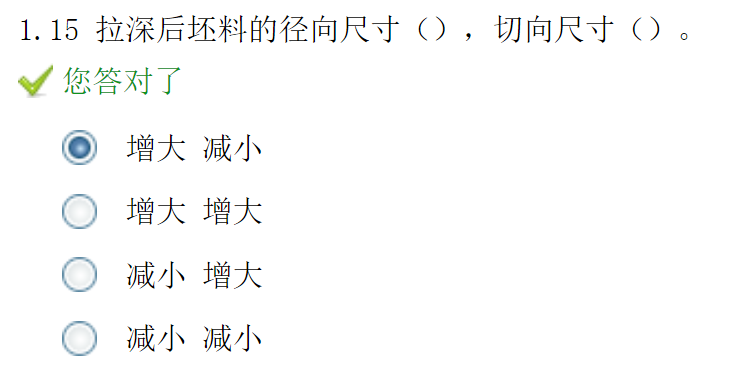 1.15 拉深后坯料的径向尺寸（），切向尺寸（）。
您答对了
增大 减小
增大 增大
减小 增大
减小 减小